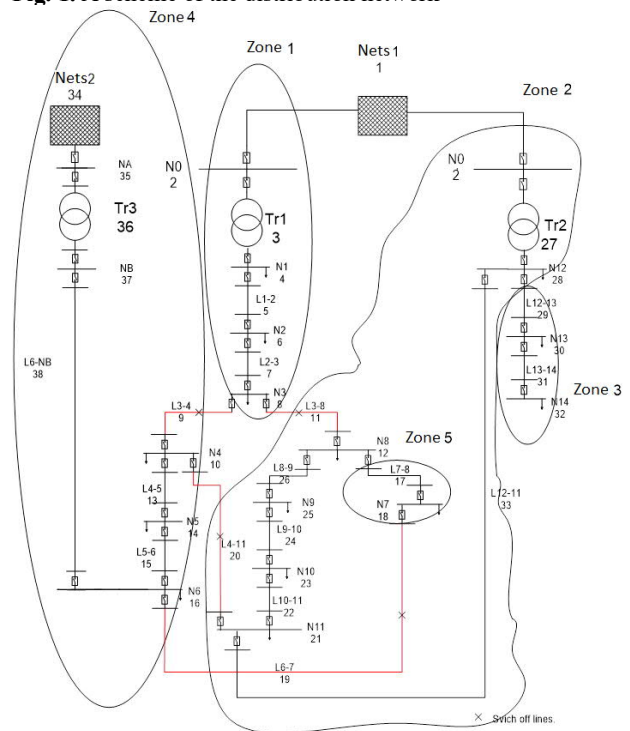 Fig. 1. A scheme of the distribution network
Zone 4
Zone 1
Nets1
1
Nets2
34
Zone 2
NA
35
N0
2
N0
2
Tr3
36
Tr1
3
Tr2
27
NB
37
N1
4
N12
28
L1-2
5
L12-13
29
N2
6
N13
30
L6-NB
38
L2-3
7
L13-14
31
N3
8
N14
32
Zone 3
L3-4
9
L3-8
11
N8
12
Zone 5
N4
10
L8-9
26
L7-8
17
L12-11
33
L4-5
13
N9
25
N7
18
N5
14
L9-10
24
L4-11
20
L5-6
15
N10
23
N6
16
L10-11
22
N11
21
L6-7
19
Svich off lines.